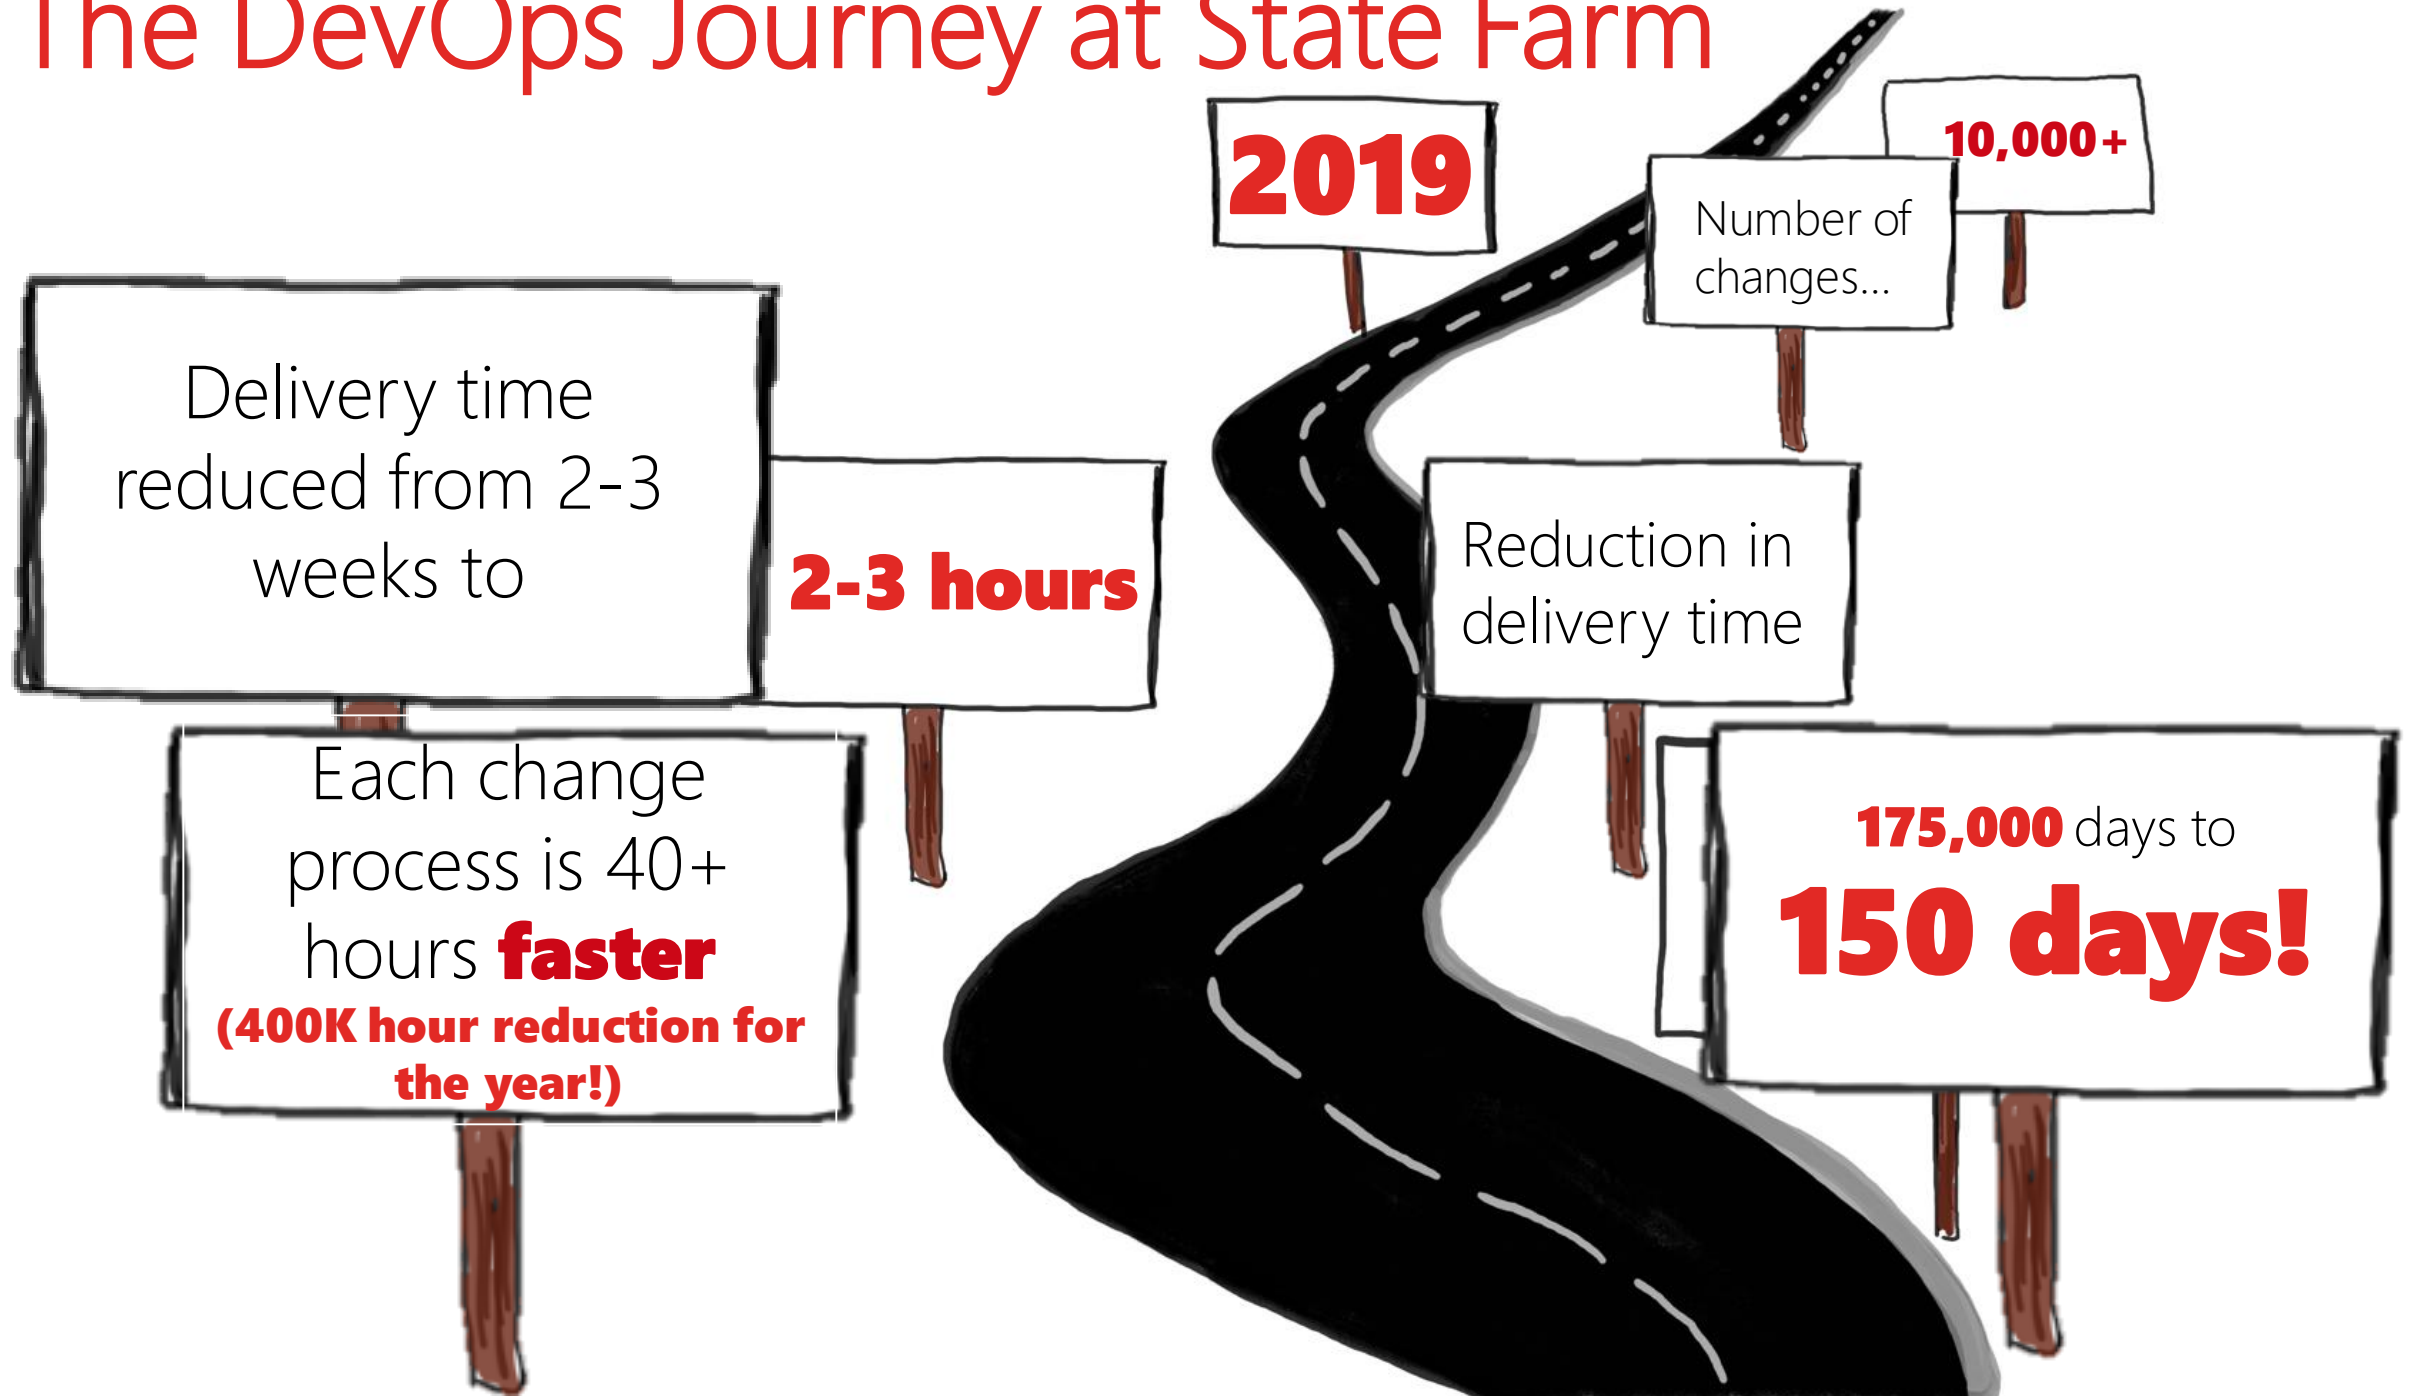 The DevOps Journey at State Farm
2019
10,000+
Number of
changes...
Delivery time
reduced from 2-3
weeks to
2-3 hours
Reduction in
delivery time
Each change
process is 40+
hours faster
(400K hour reduction for
the year!)
175,000 days to
150 days!